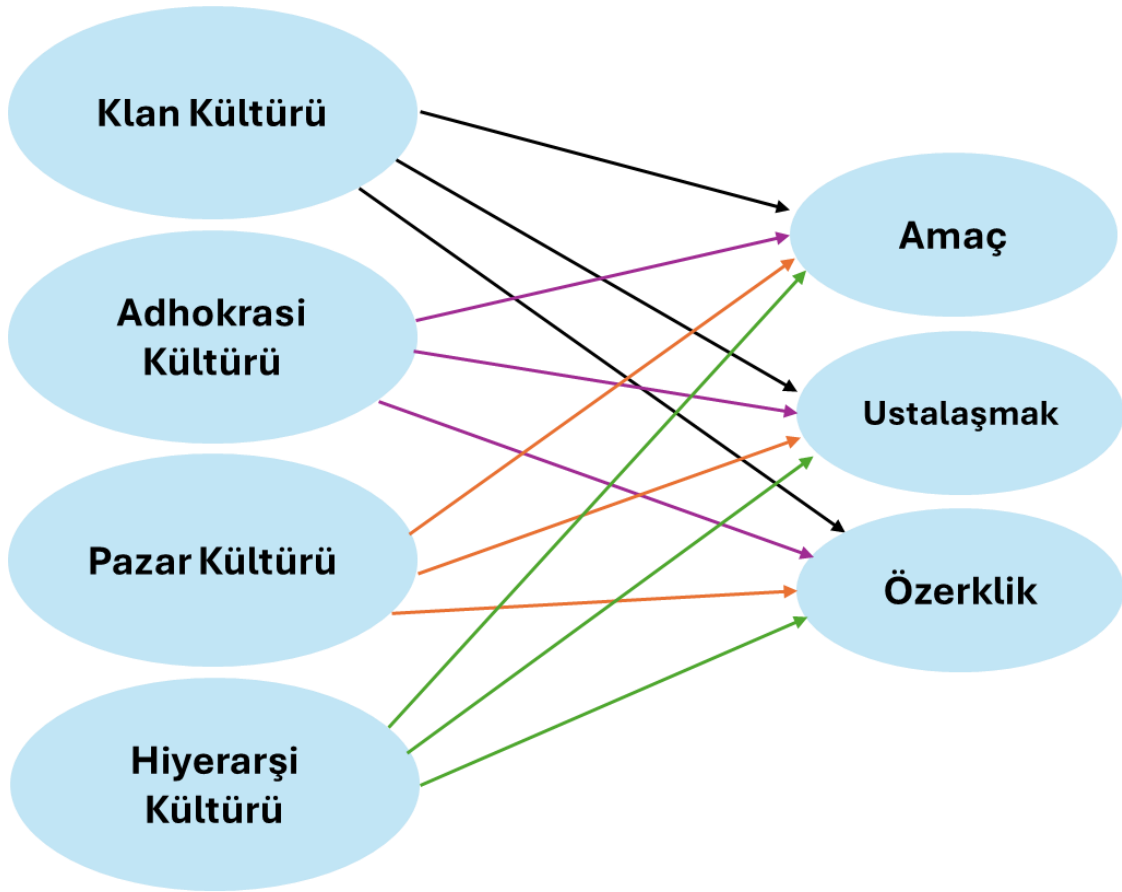 Klan Kültürü
Adhokrasi
Kültürü
Pazar Kültürü
Hiyerarşi
Kültürü
Amaç
Ustalaşmak
Özerklik